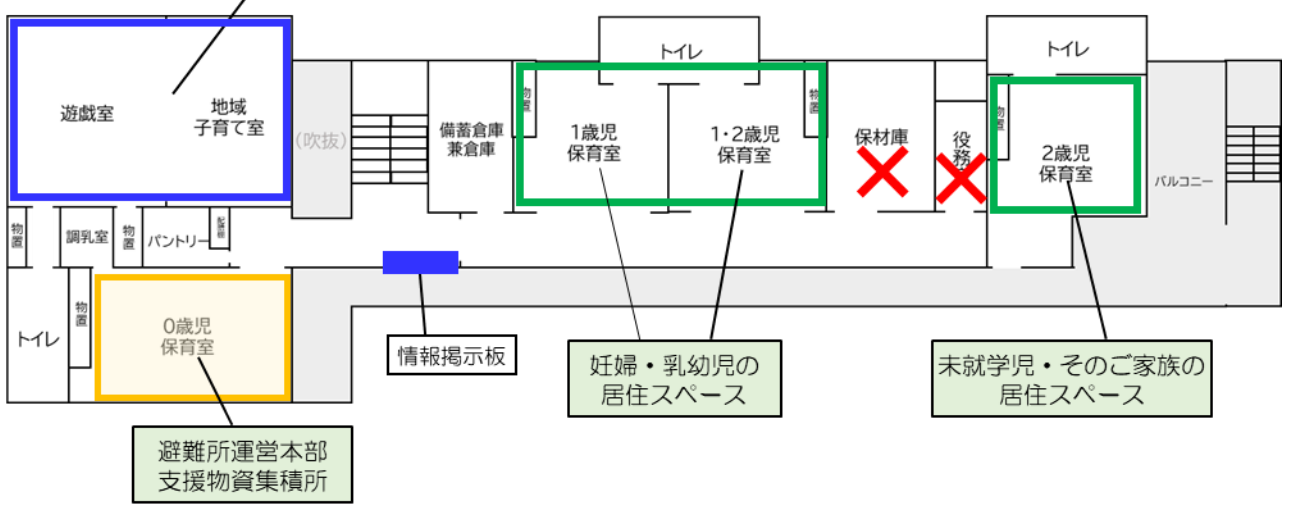 トイレ
トイレ
遊戯室
地域
子育て室
(吹抜)
備蓄倉庫
兼倉庫
物置
1歳児
保育室
1・2歳児
保育室
物置
保材庫
役務
物置
2歳児
保育室
バルコニー
物置
調乳室
物置
パントリー
トイレ
物置
0歳児
保育室
情報掲示板
妊婦・乳幼児の
居住スペース
未就学児・そのご家族の
居住スペース
避難所運営本部
支援物資集積所